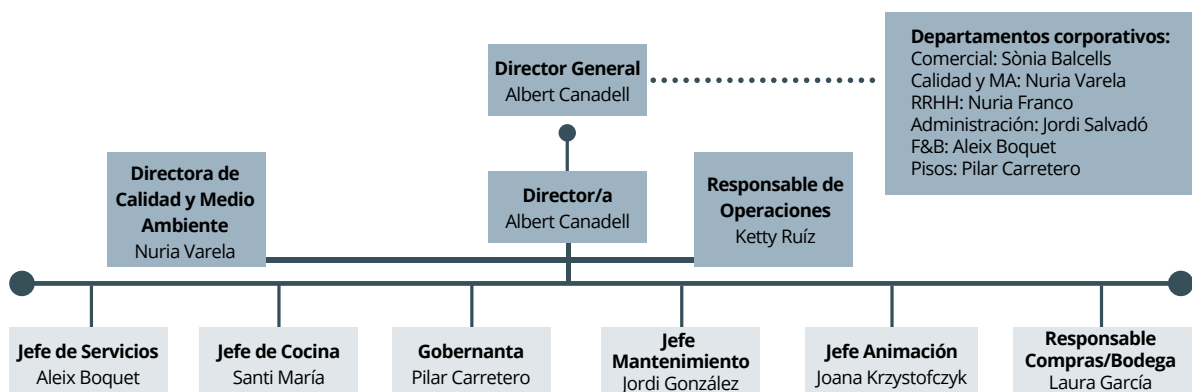 Director General
Albert Canadell
Departamentos corporativos:
Comercial: Sònia Balcells
Calidad y MA: Nuria Varela
RRHH: Nuria Franco
Administración: Jordi Salvadó
F&B: Aleix Boquet
Pisos: Pilar Carretero
Directora de
Calidad y Medio
Ambiente
Nuria Varela
Director/a
Albert Canadell
Responsable de
Operaciones
Ketty Ruíz
Jefe de Servicios
Aleix Boquet
Jefe de Cocina
Santi María
Gobernanta
Pilar Carretero
Jefe
Mantenimiento
Jordi González
Jefe Animación
Joana Krzystofczyk
Responsable
Compras/Bodega
Laura García